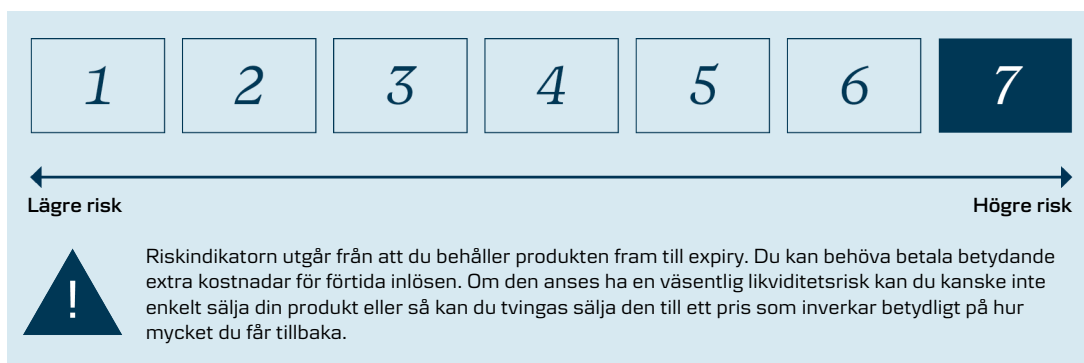 1 2 3 4 5 6 7
Lägre risk Högre risk
Riskindikatorn utgår från att du behåller produkten fram till expiry. Du kan behöva betala betydande
extra kostnadar för förtida inlösen. Om den anses ha en väsentlig likviditetsrisk kan du kanske inte
enkelt sälja din produkt eller så kan du tvingas sälja den till ett pris som inverkar betydligt på hur
mycket du får tillbaka.
!